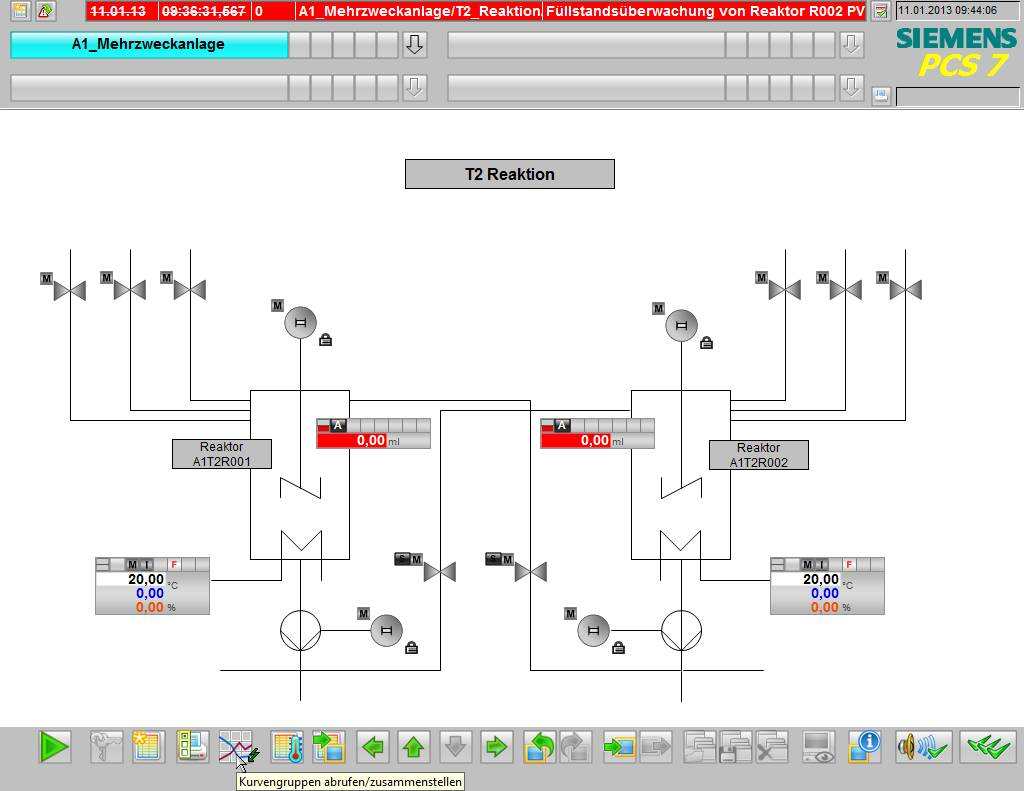 11.01.13 09:36:31,567 0 A1_Mehrzweckanlage/T2_Reaktion/ Füllstandsüberwachung von Reaktor R002 PV 11.01.2013 09:44:06
A1_Mehrzweckanlage
SIEMENS
PCS 7
T2 Reaktion
M M M M M M
M M
A A
0,00 ml 0,00 ml
Reaktor
A1T2R001
Reaktor
A1T2R002
S M S M
M I F
20,00 °C
0,00
0,00 %
M I F
20,00 °C
0,00
0,00 %
M M
Kurvengruppen abrufen/zusammenstellen